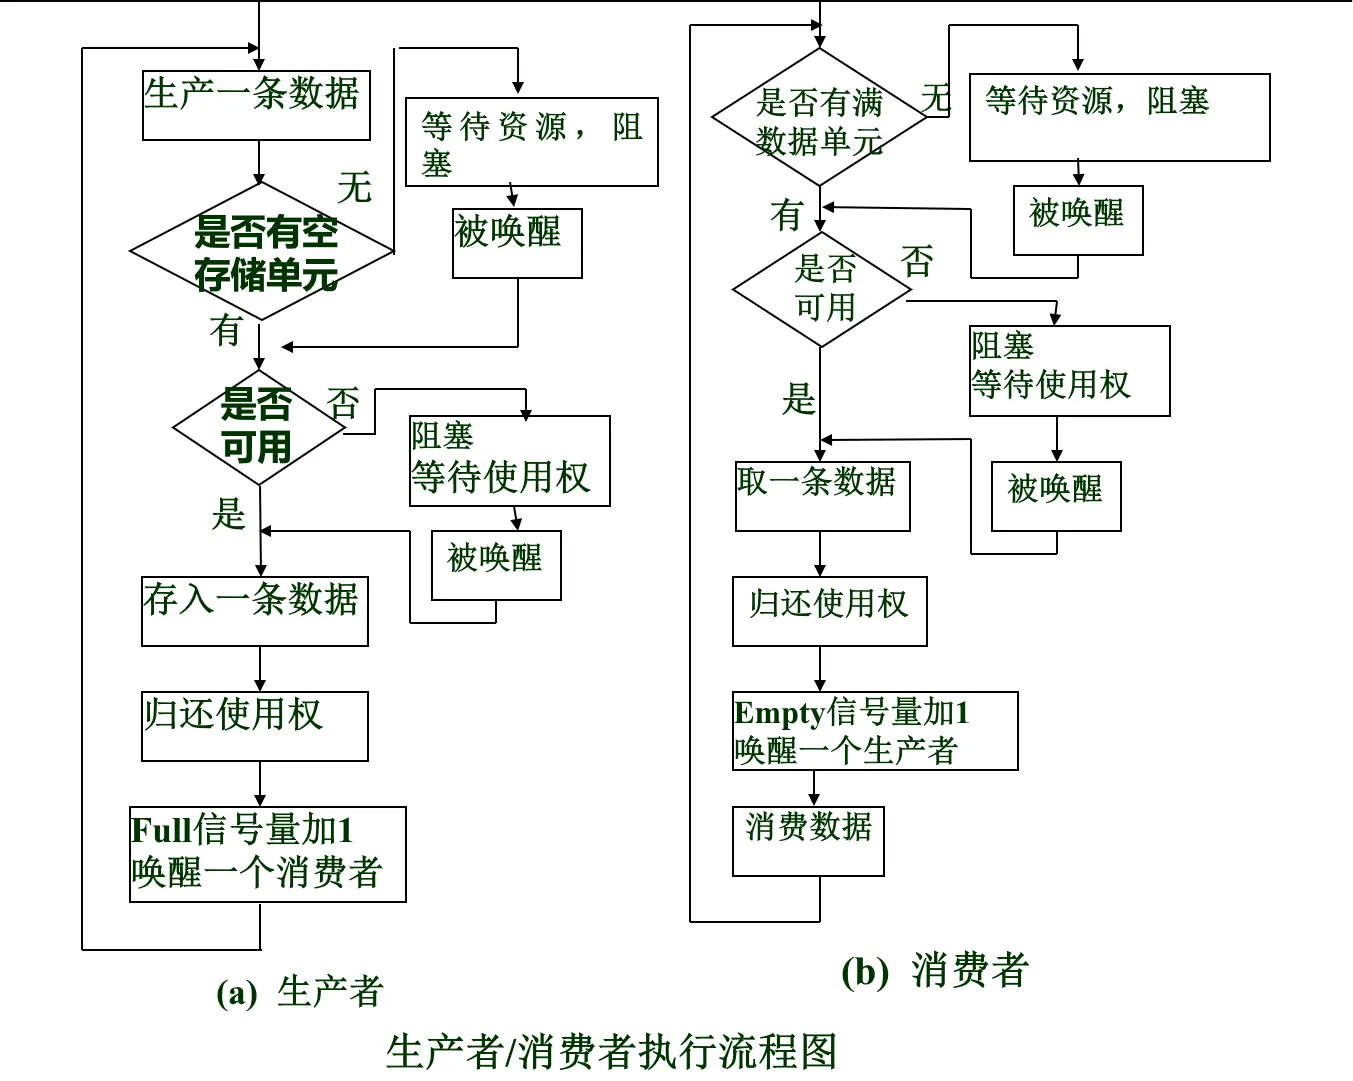 生产一条数据
无
等待资源，阻
塞
是否有空
存储单元
被唤醒
有
是否
可用
否
阻塞
等待使用权
是
被唤醒
存入一条数据
归还使用权
Full信号量加1
唤醒一个消费者
(a) 生产者
是否有满
数据单元
无
等待资源，阻塞
被唤醒
有
是否
可用
否
阻塞
等待使用权
是
取一条数据
被唤醒
归还使用权
Empty信号量加1
唤醒一个生产者
消费数据
(b) 消费者
生产者/消费者执行流程图